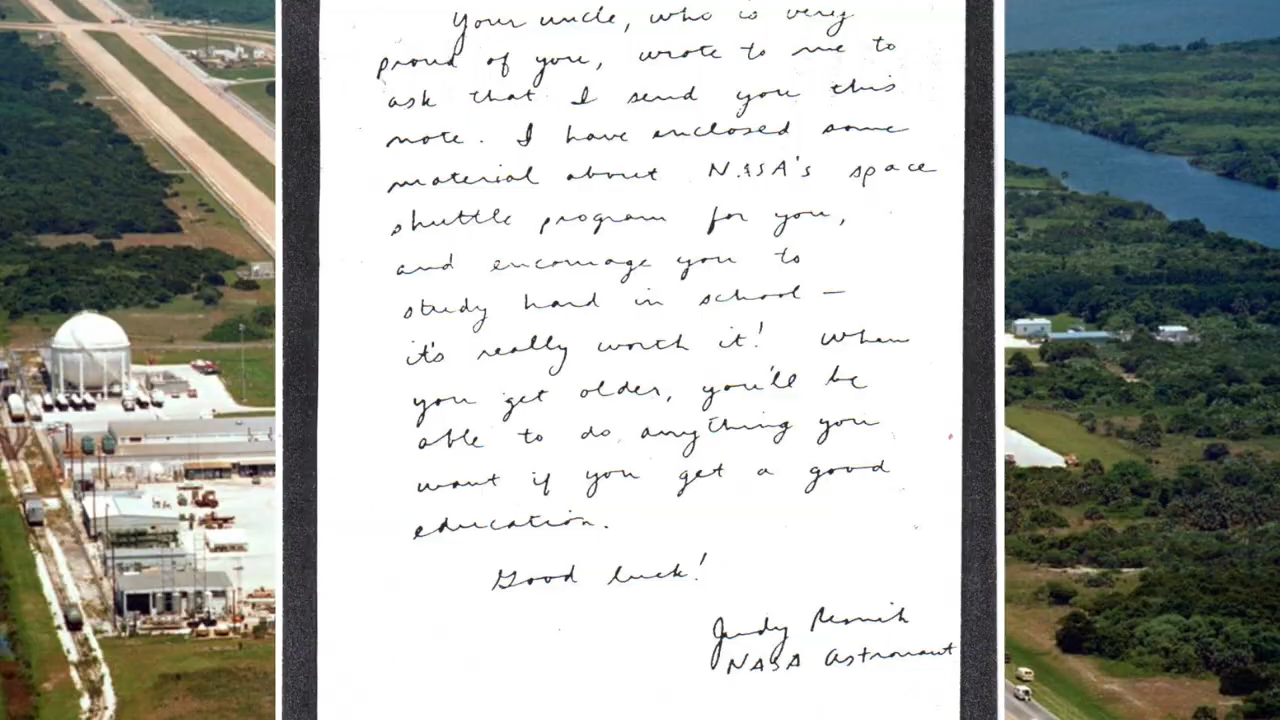 Your uncle, who is very
proud of you, wrote to me to
ask that I send you this
note. I have enclosed some
material about NASA's space
shuttle program for you,
and encourage you to
study hard in school —
it's really worth it! When
you get older, you'll be
able to do anything you
want if you get a good
education.
Good luck!
Judy Resnik
NASA Astronaut